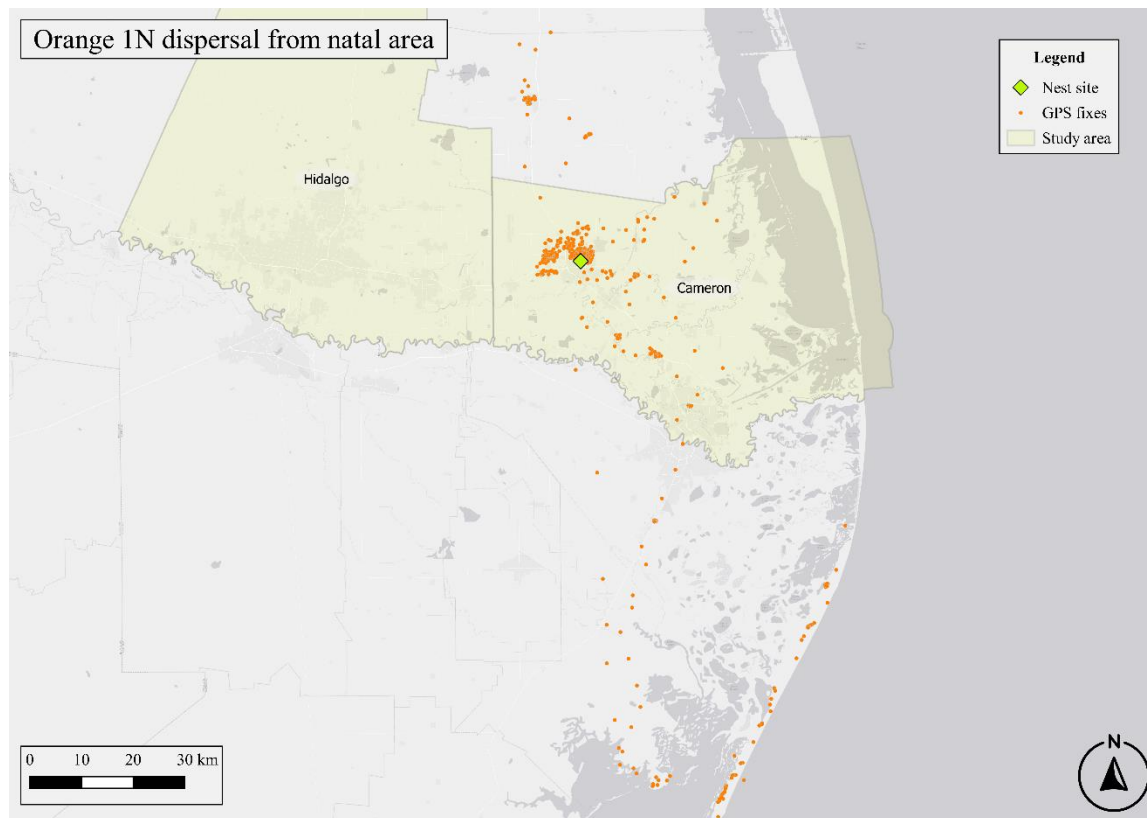 Orange 1N dispersal from natal area
Legend
Nest site
GPS fixes
Study area
Hidalgo
Cameron
0 10 20 30 km
N